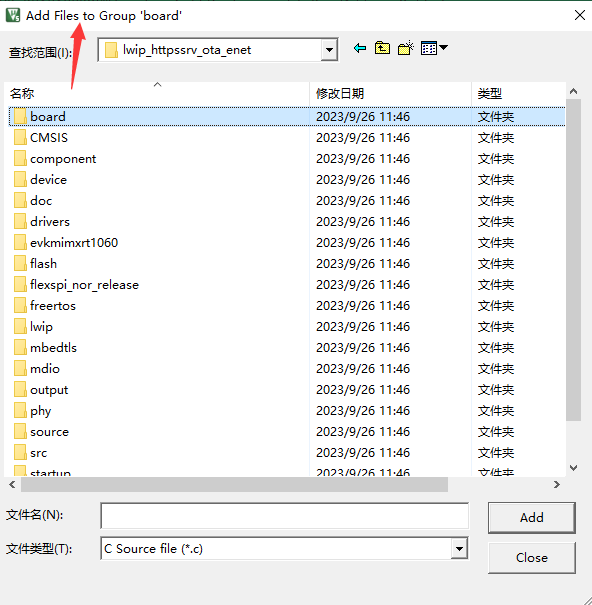 Add Files to Group 'board'
查找范围(I): lwip_httpssrv_ota_enet
名称 修改日期 类型
board 2023/9/26 11:46 文件夹
CMSIS 2023/9/26 11:46 文件夹
component 2023/9/26 11:46 文件夹
device 2023/9/26 11:46 文件夹
doc 2023/9/26 11:46 文件夹
drivers 2023/9/26 11:46 文件夹
evkmimxrt1060 2023/9/26 11:46 文件夹
flash 2023/9/26 11:46 文件夹
flexspi_nor_release 2023/9/26 11:46 文件夹
freertos 2023/9/26 11:46 文件夹
lwip 2023/9/26 11:46 文件夹
mbedtls 2023/9/26 11:46 文件夹
mdio 2023/9/26 11:46 文件夹
output 2023/9/26 11:46 文件夹
phy 2023/9/26 11:46 文件夹
source 2023/9/26 11:46 文件夹
src 2023/9/26 11:46 文件夹
startup 2023/9/26 11:46 文件夹
文件名(N): Add
文件类型(T): C Source file (*.c) Close